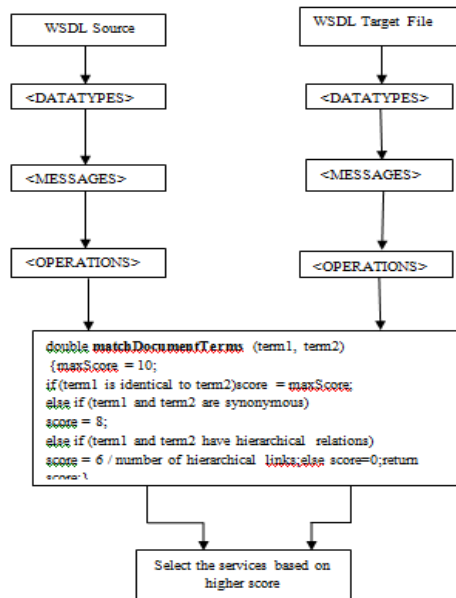 WSDL Source
WSDL Target File
<DATATYPES>
<DATATYPES>
<MESSAGES>
<MESSAGES>
<OPERATIONS>
<OPERATIONS>
double matchDocumentTerms (term1, term2)
{maxScore = 10;
if(term1 is identical to term2)score = maxScore;
else if (term1 and term2 are synonymous)
score = 8;
else if (term1 and term2 have hierarchical relations)
score = 6 / number of hierarchical links;else score=0;return
score;}
Select the services based on
higher score